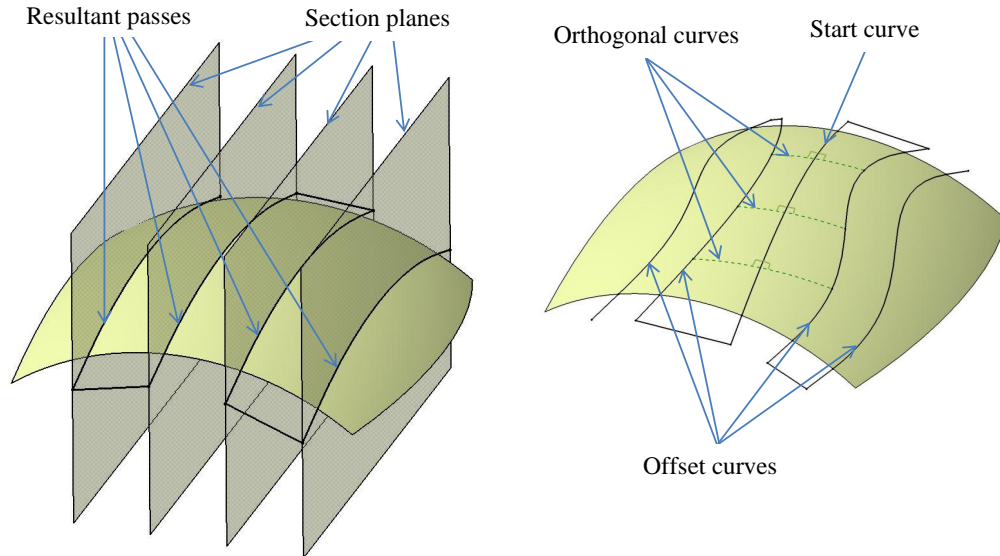 Resultant passes
Section planes
Orthogonal curves
Start curve
Offset curves